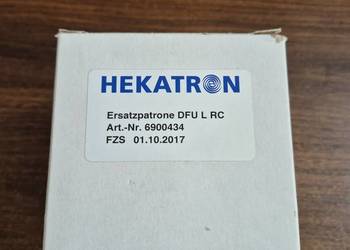 HEKATRON
Ersatzpatrone DFU L RC
Art.-Nr. 6900434
FZS 01.10.2017